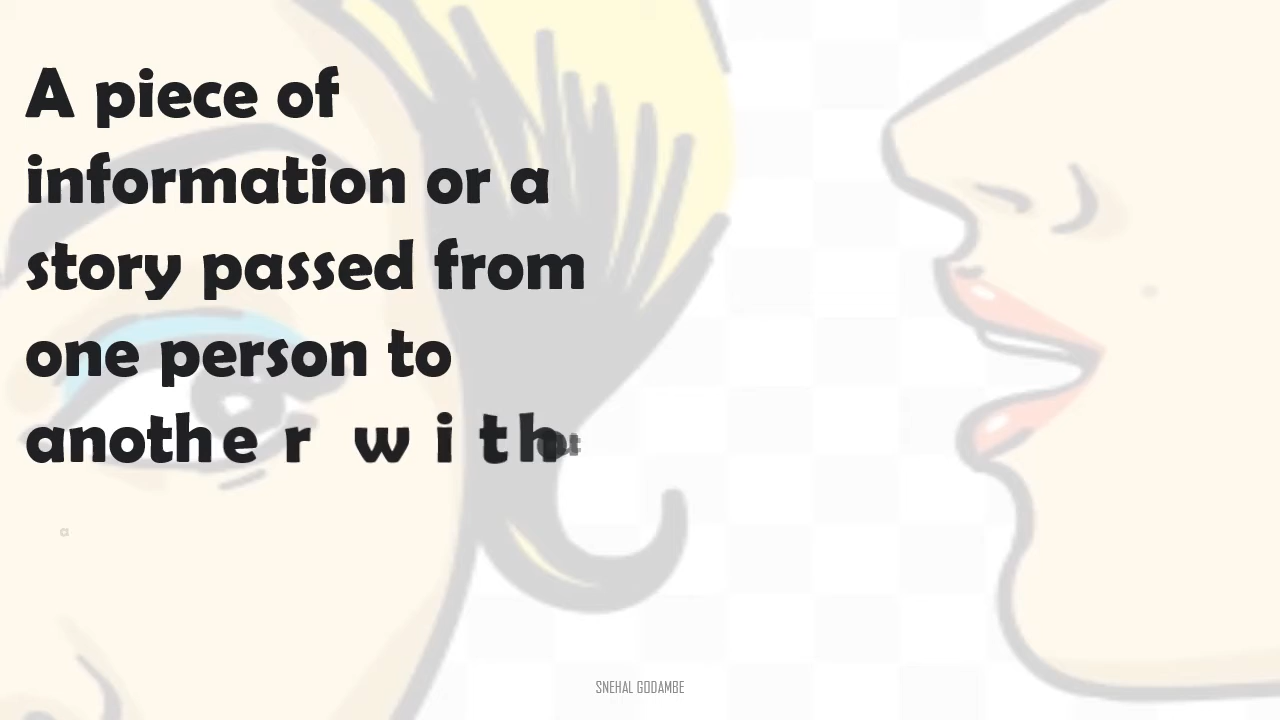 A piece of
information or a
story passed from
one person to
another with
a
SNEHAL GODAMBE